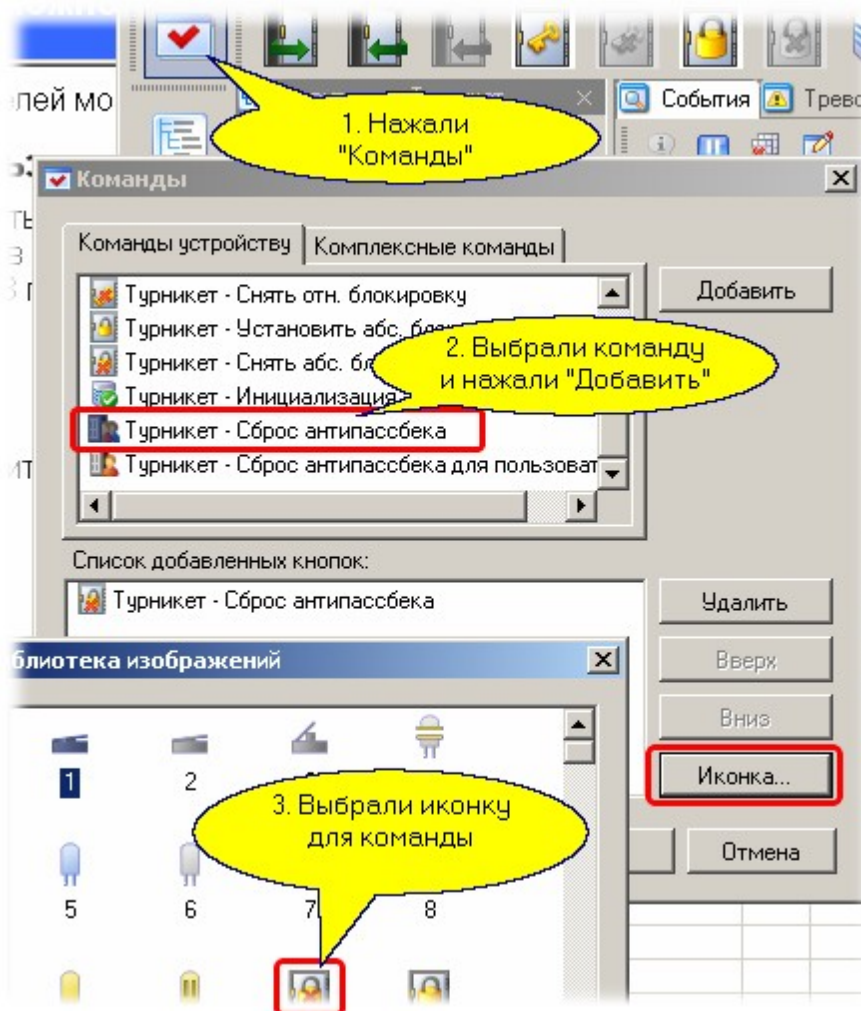 лей мо
События
Трево
1. Нажали
"Команды"
Команды
Команды устройству
Комплексные команды
Турникет - Снять отн. блокировку
Добавить
Турникет - Установить абс.
Турникет - Снять абс.
2. Выбрали команду
и нажали "Добавить"
Турникет - Инициализация
Турникет - Сброс антипассбека
Турникет - Сброс антипассбека для пользоват
Список добавленных кнопок:
Турникет - Сброс антипассбека
Удалить
блиотека изображений
Вверх
Вниз
1
2
Иконка...
3. Выбрали иконку
для команды
Отмена
5
6
7
8